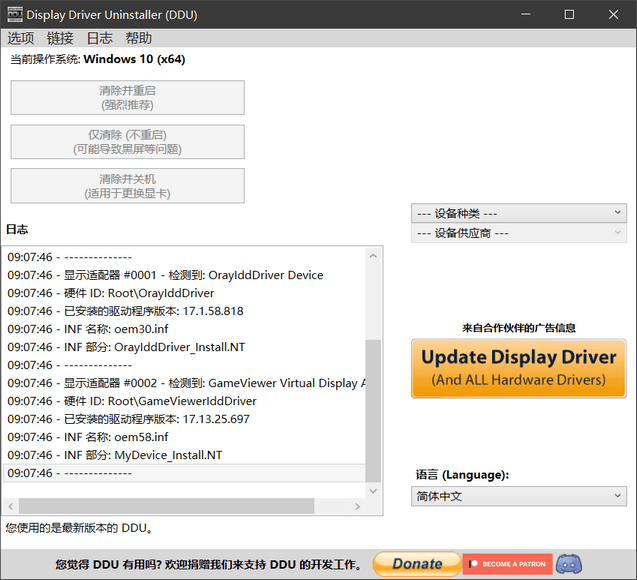 Display Driver Uninstaller (DDU)
选项 链接 日志 帮助
当前操作系统: Windows 10 (x64)
清除并重启
(强烈推荐)
仅清除 (不重启)
(可能导致黑屏等问题)
清除并关机
(适用于更换显卡)
--- 设备种类 ---
--- 设备供应商 ---
日志
09:07:46 - --------------
09:07:46 - 显示适配器 #0001 - 检测到: OrayIddDriver Device
09:07:46 - 硬件 ID: Root\OrayIddDriver
09:07:46 - 已安装的驱动程序版本: 17.1.58.818
09:07:46 - INF 名称: oem30.inf
09:07:46 - INF 部分: OrayIddDriver_Install.NT
09:07:46 - --------------
09:07:46 - 显示适配器 #0002 - 检测到: GameViewer Virtual Display A
09:07:46 - 硬件 ID: Root\GameViewerIddDriver
09:07:46 - 已安装的驱动程序版本: 17.13.25.697
09:07:46 - INF 名称: oem58.inf
09:07:46 - INF 部分: MyDevice_Install.NT
09:07:46 - --------------
来自合作伙伴的广告信息
Update Display Driver
(And ALL Hardware Drivers)
语言 (Language):
简体中文
您使用的是最新版本的 DDU。
您觉得 DDU 有用吗? 欢迎捐赠我们来支持 DDU 的开发工作。 Donate BECOME A PATRON